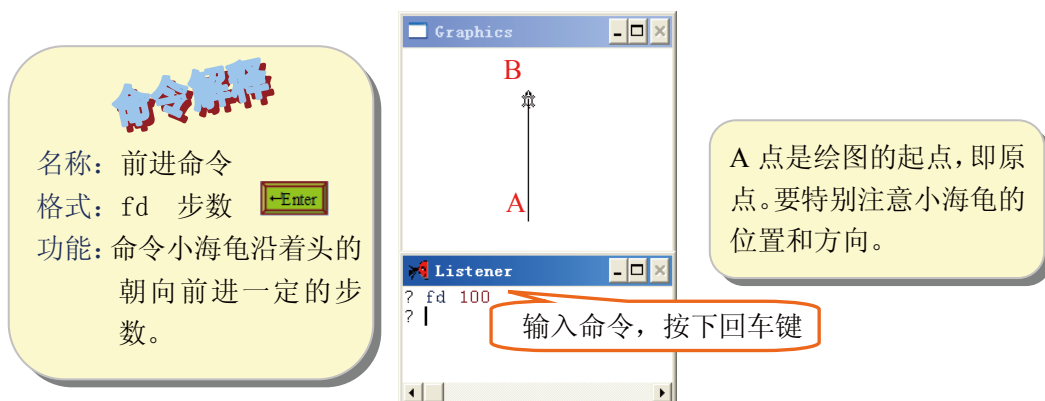 命令解释
名称：前进命令
格式：fd 步数 ←Enter
功能：命令小海龟沿着头的
朝向前进一定的步
数。
Graphics
B
A
Listener
? fd 100
?
输入命令，按下回车键
A 点是绘图的起点，即原
点。要特别注意小海龟的
位置和方向。